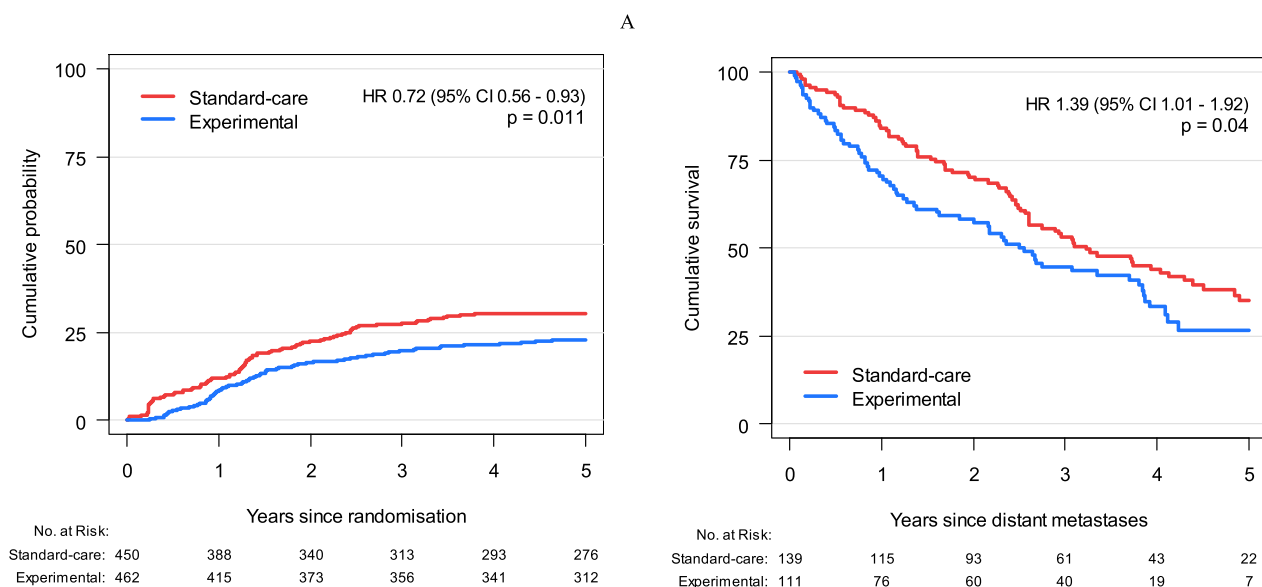 A
100
75
50
25
0
Cumulative probability
Standard-care
Experimental
HR 0.72 (95% CI 0.56 - 0.93)
p = 0.011
0 1 2 3 4 5
Years since randomisation
No. at Risk:
Standard-care: 450 388 340 313 293 276
Experimental: 462 415 373 356 341 312
100
75
50
25
0
Cumulative survival
HR 1.39 (95% CI 1.01 - 1.92)
p = 0.04
Standard-care
Experimental
0 1 2 3 4 5
Years since distant metastases
No. at Risk:
Standard-care: 139 115 93 61 43 22
Experimental: 111 76 60 40 19 7